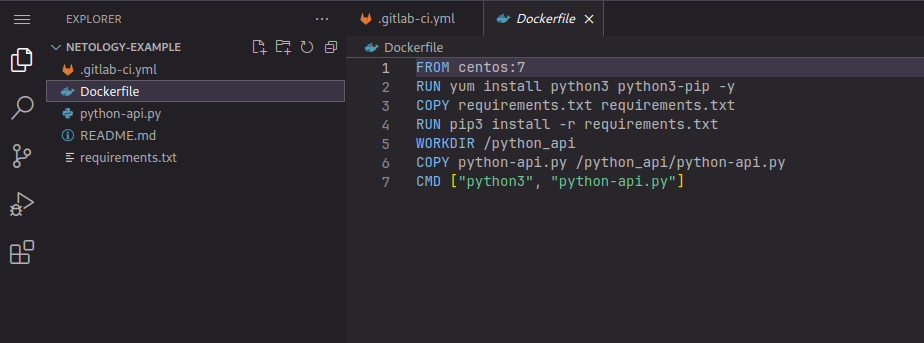 EXPLORER
NETOLOGY-EXAMPLE
.gitlab-ci.yml
Dockerfile
python-api.py
README.md
requirements.txt
.gitlab-ci.yml
Dockerfile
Dockerfile
1 FROM centos:7
2 RUN yum install python3 python3-pip -y
3 COPY requirements.txt requirements.txt
4 RUN pip3 install -r requirements.txt
5 WORKDIR /python_api
6 COPY python-api.py /python_api/python-api.py
7 CMD ["python3", "python-api.py"]